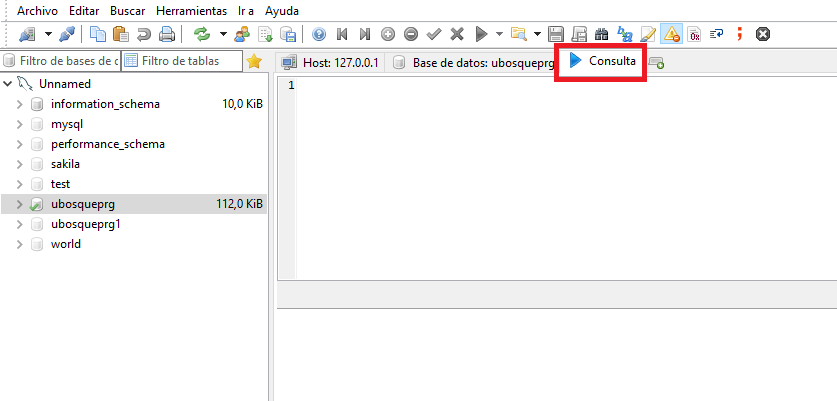 Archivo Editar Buscar Herramientas Ir a Ayuda
Filtro de bases de d
Filtro de tablas
Host: 127.0.0.1
Base de datos: ubosqueprg
Consulta
Unnamed
information_schema 10,0 KiB
mysql
performance_schema
sakila
test
ubosqueprg 112,0 KiB
ubosqueprg1
world
1